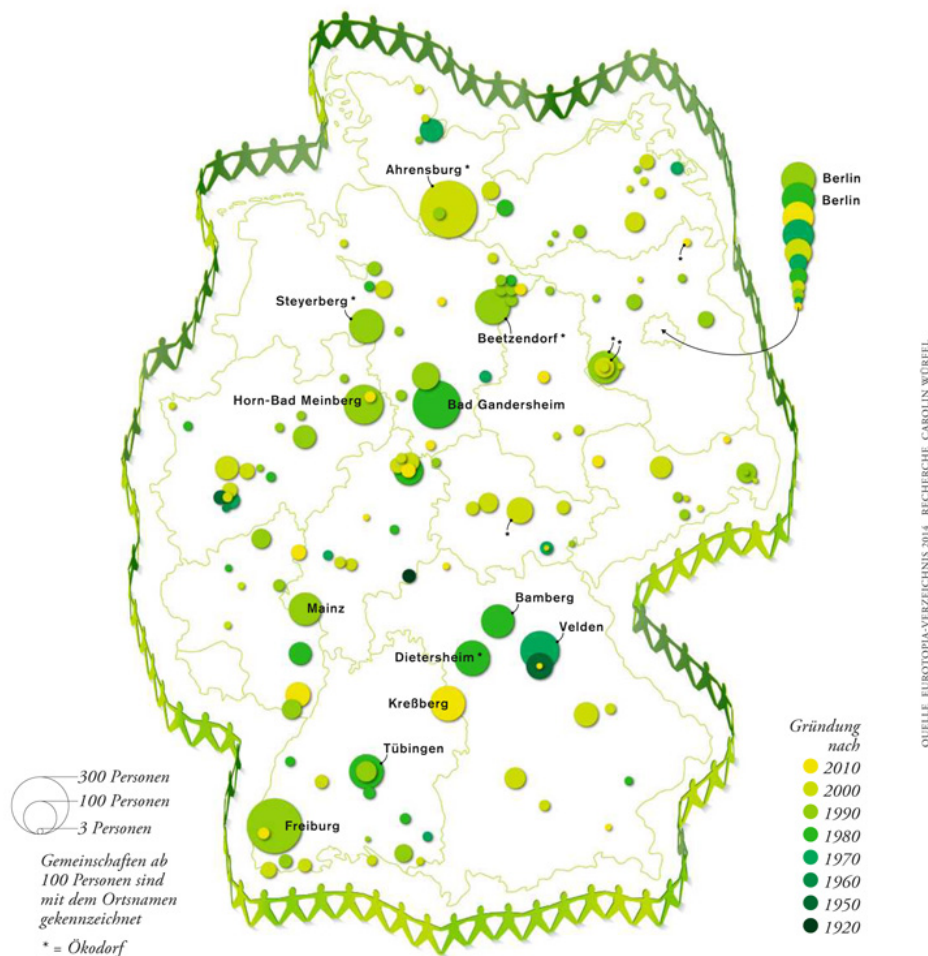 Berlin
Berlin
Ahrensburg *
*
Steyerberg *
Beetzendorf *
* *
Horn-Bad Meinberg
Bad Gandersheim
*
Mainz
Bamberg
Velden
Dietersheim *
Kreßberg
Tübingen
Freiburg
300 Personen
100 Personen
3 Personen
Gemeinschaften ab
100 Personen sind
mit dem Ortsnamen
gekennzeichnet
* = Ökodorf
Gründung
nach
2010
2000
1990
1980
1970
1960
1950
1920
QUELLE EUROTOPIA-VERZEICHNIS 2014 RECHERCHE CAROLIN WÜRFEL